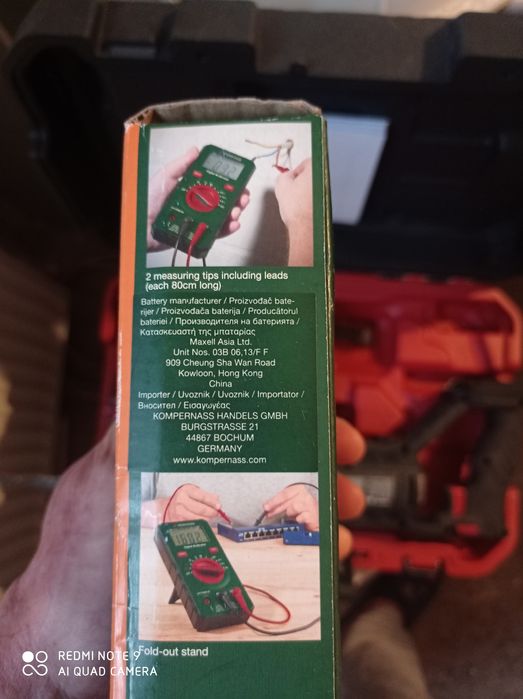 2 measuring tips including leads
(each 80cm long)
Battery manufacturer / Proizvođač bate-
rijer / Proizvođača baterija / Producătorul
bateriei / Производителя на батерията /
Κατασκευαστή της μπαταρίας
Maxell Asia Ltd.
Unit Nos. 03B 06,13/F F
909 Cheung Sha Wan Road
Kowloon, Hong Kong
China
Importer / Uvoznik / Uvoznik / Importator /
Вносител / Εισαγωγέας
KOMPERNASS HANDELS GMBH
BURGSTRASSE 21
44867 BOCHUM
GERMANY
www.kompernass.com
Fold-out stand
REDMI NOTE 9
AI QUAD CAMERA